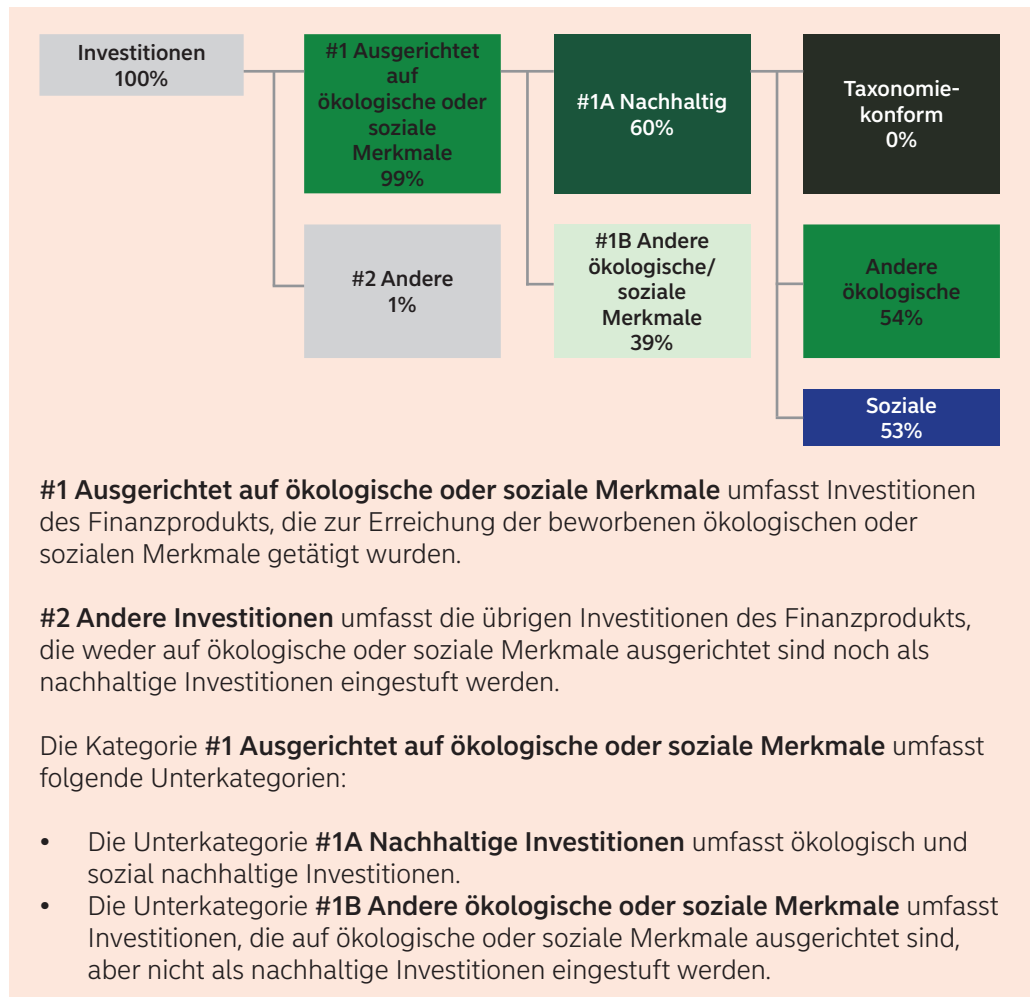 Investitionen
100%
#1 Ausgerichtet
auf
ökologische oder
soziale
Merkmale
99%
#1A Nachhaltig
60%
Taxonomie-
konform
0%
#2 Andere
1%
#1B Andere
ökologische/
soziale
Merkmale
39%
Andere
ökologische
54%
Soziale
53%
#1 Ausgerichtet auf ökologische oder soziale Merkmale umfasst Investitionen
des Finanzprodukts, die zur Erreichung der beworbenen ökologischen oder
sozialen Merkmale getätigt wurden.
#2 Andere Investitionen umfasst die übrigen Investitionen des Finanzprodukts,
die weder auf ökologische oder soziale Merkmale ausgerichtet sind noch als
nachhaltige Investitionen eingestuft werden.
Die Kategorie #1 Ausgerichtet auf ökologische oder soziale Merkmale umfasst
folgende Unterkategorien:
• Die Unterkategorie #1A Nachhaltige Investitionen umfasst ökologisch und
sozial nachhaltige Investitionen.
• Die Unterkategorie #1B Andere ökologische oder soziale Merkmale umfasst
Investitionen, die auf ökologische oder soziale Merkmale ausgerichtet sind,
aber nicht als nachhaltige Investitionen eingestuft werden.